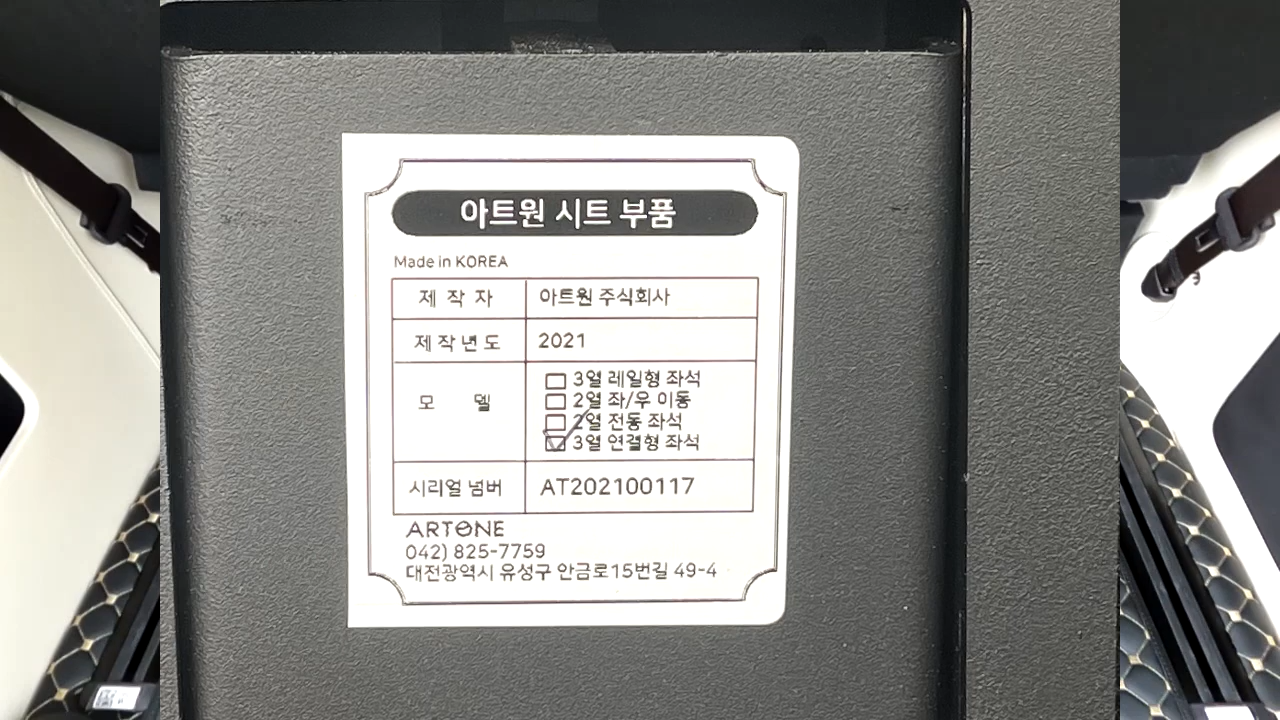 아트원 시트 부품
Made in KOREA
제 작 자 아트원 주식회사
제 작 년 도 2021
모 델
3열 레일형 좌석
2열 좌/우 이동
2열 전동 좌석
3열 연결형 좌석
시리얼 넘버 AT202100117
ARTONE
042) 825-7759
대전광역시 유성구 안금로15번길 49-4